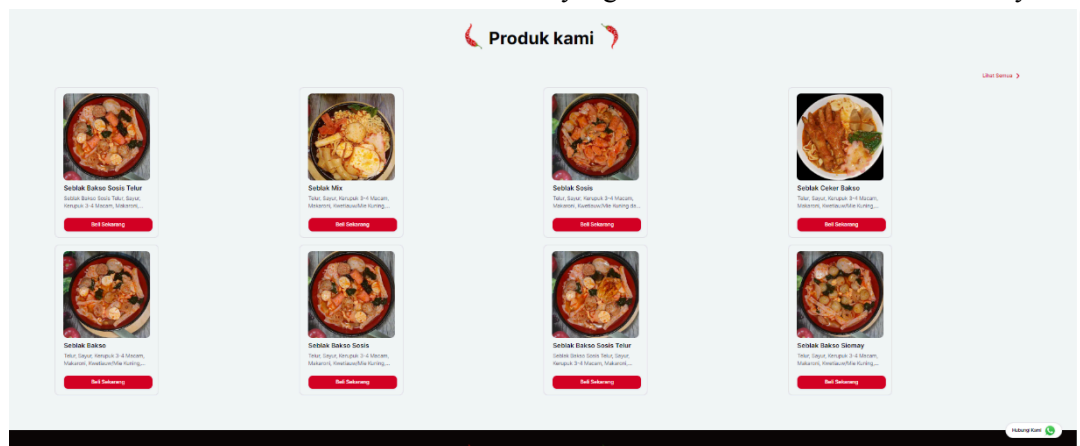 Produk kami
Lihat Semua
Seblak Bakso Sosis Telur
Seblak Bakso Sosis Telur, Sayur,
Kerupuk 3-4 Macam, Makaroni,...
Beli Sekarang
Seblak Mix
Telur, Sayur, Kerupuk 3-4 Macam,
Makaroni, Kwetiauw/Mie Kuning,...
Beli Sekarang
Seblak Sosis
Telur, Sayur, Kerupuk 3-4 Macam,
Makaroni, Kwetiauw/Mie Kuning da...
Beli Sekarang
Seblak Ceker Bakso
Telur, Sayur, Kerupuk 3-4 Macam,
Makaroni, Kwetiauw/Mie Kuning,...
Beli Sekarang
Seblak Bakso
Telur, Sayur, Kerupuk 3-4 Macam,
Makaroni, Kwetiauw/Mie Kuning,...
Beli Sekarang
Seblak Bakso Sosis
Telur, Sayur, Kerupuk 3-4 Macam,
Makaroni, Kwetiauw/Mie Kuning,...
Beli Sekarang
Seblak Bakso Sosis Telur
Seblak Bakso Sosis Telur, Sayur,
Kerupuk 3-4 Macam, Makaroni,...
Beli Sekarang
Seblak Bakso Siomay
Telur, Sayur, Kerupuk 3-4 Macam,
Makaroni, Kwetiauw/Mie Kuning,...
Beli Sekarang
Hubungi Kami